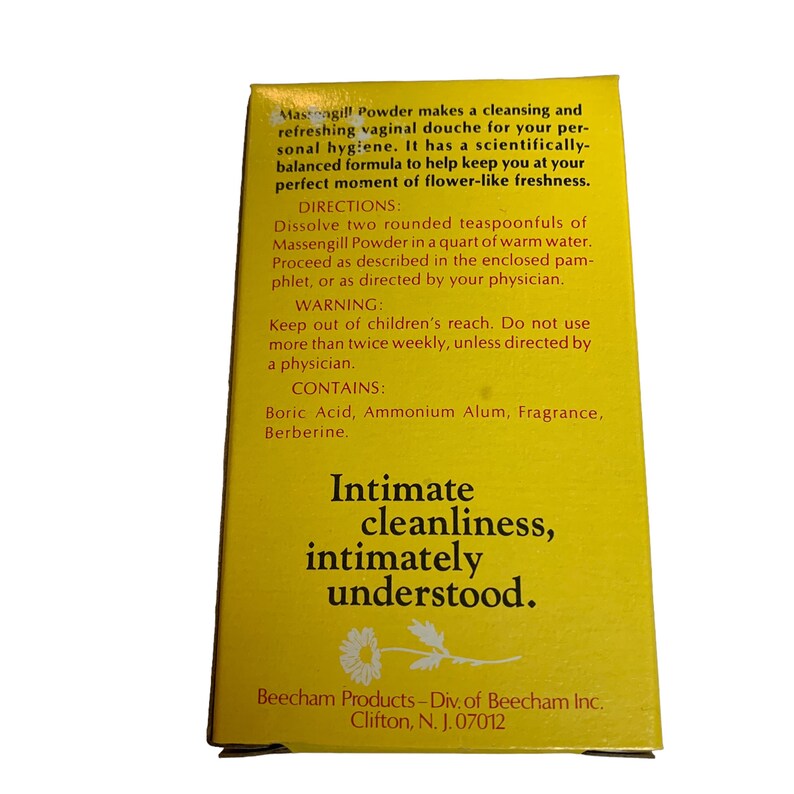 Massengill Powder makes a cleansing and
refreshing vaginal douche for your per-
sonal hygiene. It has a scientifically-
balanced formula to help keep you at your
perfect moment of flower-like freshness.
DIRECTIONS:
Dissolve two rounded teaspoonfuls of
Massengill Powder in a quart of warm water.
Proceed as described in the enclosed pam-
phlet, or as directed by your physician.
WARNING:
Keep out of children's reach. Do not use
more than twice weekly, unless directed by
a physician.
CONTAINS:
Boric Acid, Ammonium Alum, Fragrance,
Berberine.
Intimate
cleanliness,
intimately
understood.
Beecham Products–Div. of Beecham Inc.
Clifton, N. J. 07012